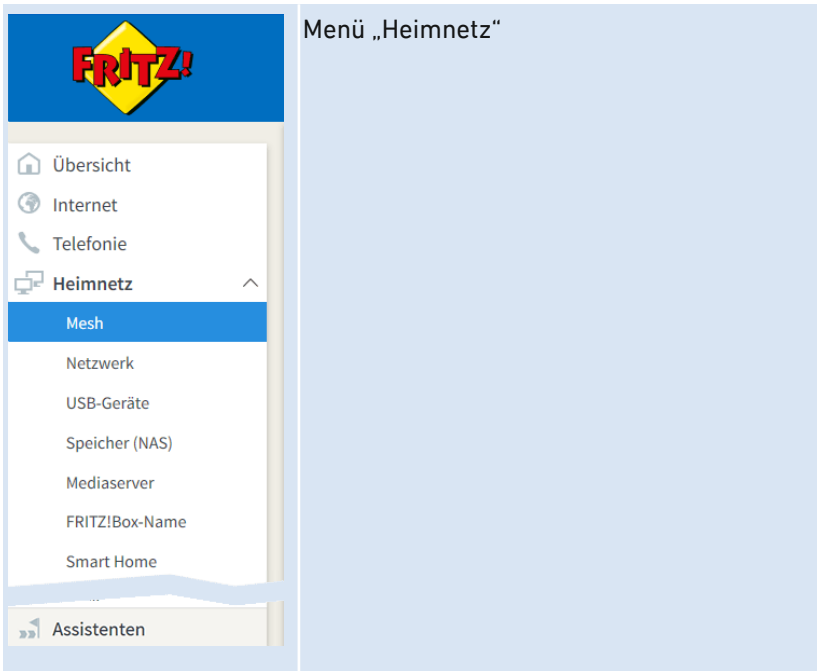 FRITZ!
Menü „Heimnetz“
Übersicht
Internet
Telefonie
Heimnetz
Mesh
Netzwerk
USB-Geräte
Speicher (NAS)
Mediaserver
FRITZ!Box-Name
Smart Home
Assistenten